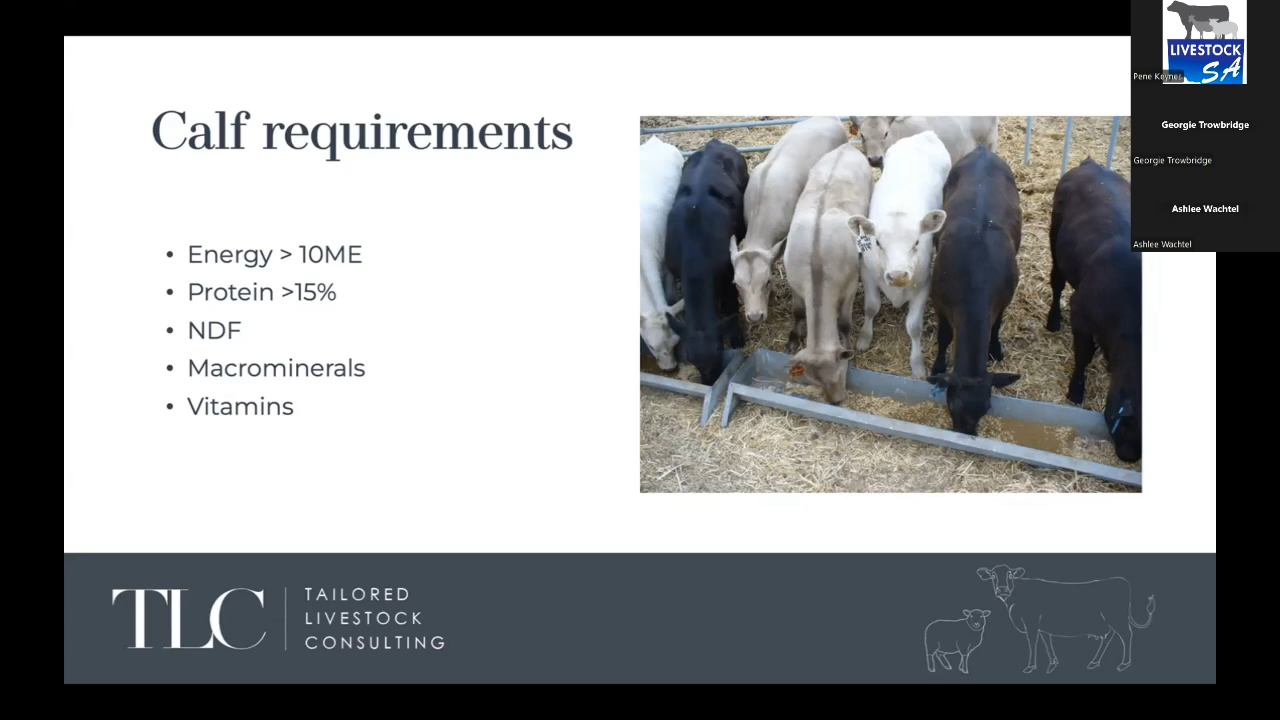 Calf requirements
• Energy > 10ME
• Protein >15%
• NDF
• Macrominerals
• Vitamins
TLC
TAILORED
LIVESTOCK
CONSULTING
LIVESTOCK
SA
Pene Keynes
Georgie Trowbridge
Georgie Trowbridge
Ashlee Wachtel
Ashlee Wachtel